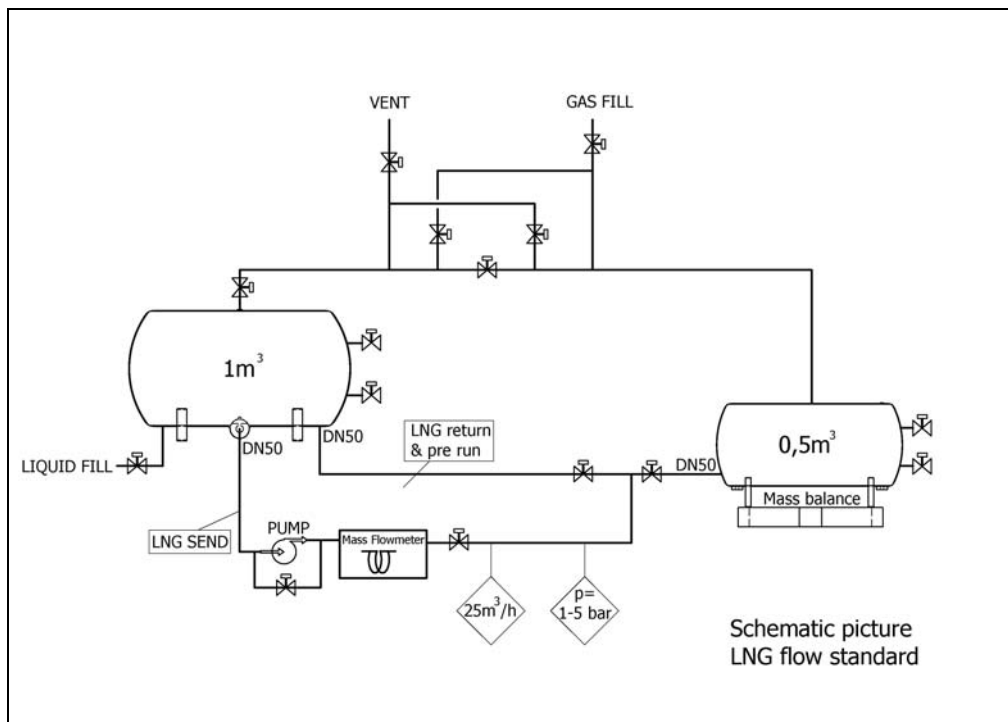 VENT
GAS FILL
1m³
DN50
DN50
LIQUID FILL
LNG return
& pre run
DN50
0,5m³
Mass balance
LNG SEND
PUMP
Mass Flowmeter
25m³/h
p=
1-5 bar
Schematic picture
LNG flow standard